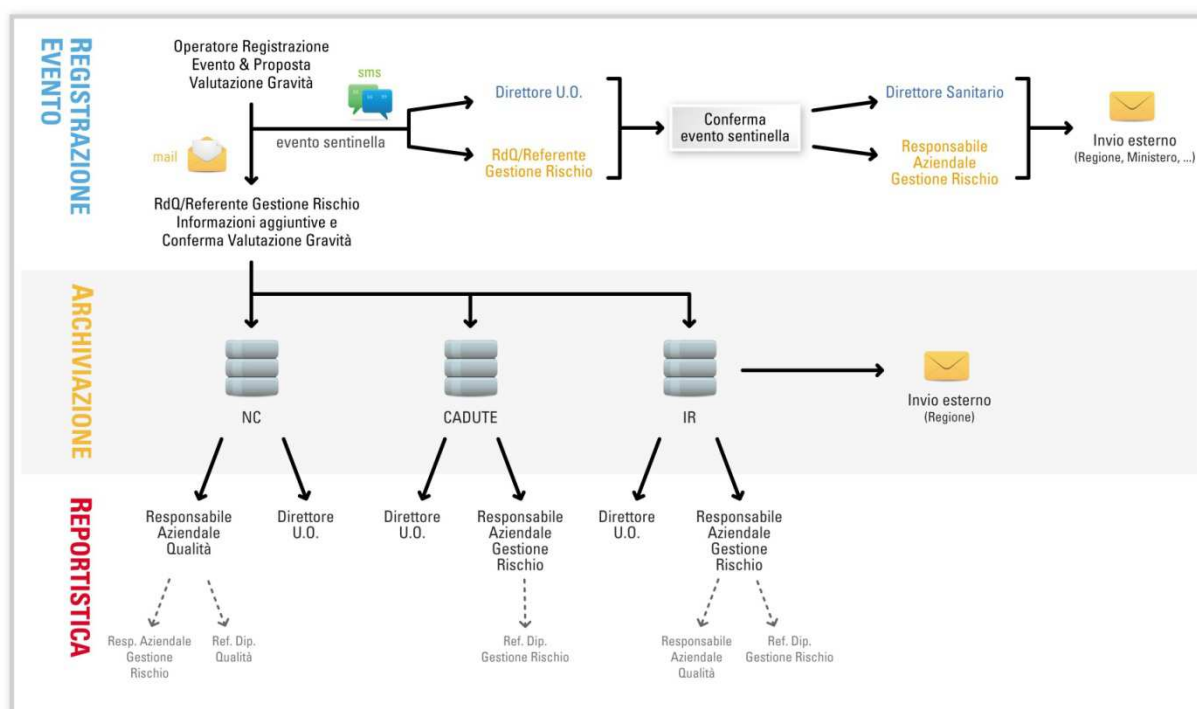 REGISTRAZIONE
EVENTO
Operatore Registrazione
Evento & Proposta
Valutazione Gravità
sms
mail
evento sentinella
Direttore U.O.
RdQ/Referente
Gestione Rischio
Conferma
evento sentinella
Direttore Sanitario
Responsabile
Aziendale
Gestione Rischio
Invio esterno
(Regione, Ministero, ...)
RdQ/Referente Gestione Rischio
Informazioni aggiuntive e
Conferma Valutazione Gravità
ARCHIVIAZIONE
NC
CADUTE
IR
Invio esterno
(Regione)
REPORTISTICA
Responsabile
Aziendale
Qualità
Direttore
U.O.
Direttore
U.O.
Responsabile
Aziendale
Gestione
Rischio
Direttore
U.O.
Responsabile
Aziendale
Gestione
Rischio
Resp. Aziendale
Gestione
Rischio
Ref. Dip.
Qualità
Ref. Dip.
Gestione Rischio
Responsabile
Aziendale
Qualità
Ref. Dip.
Gestione Rischio